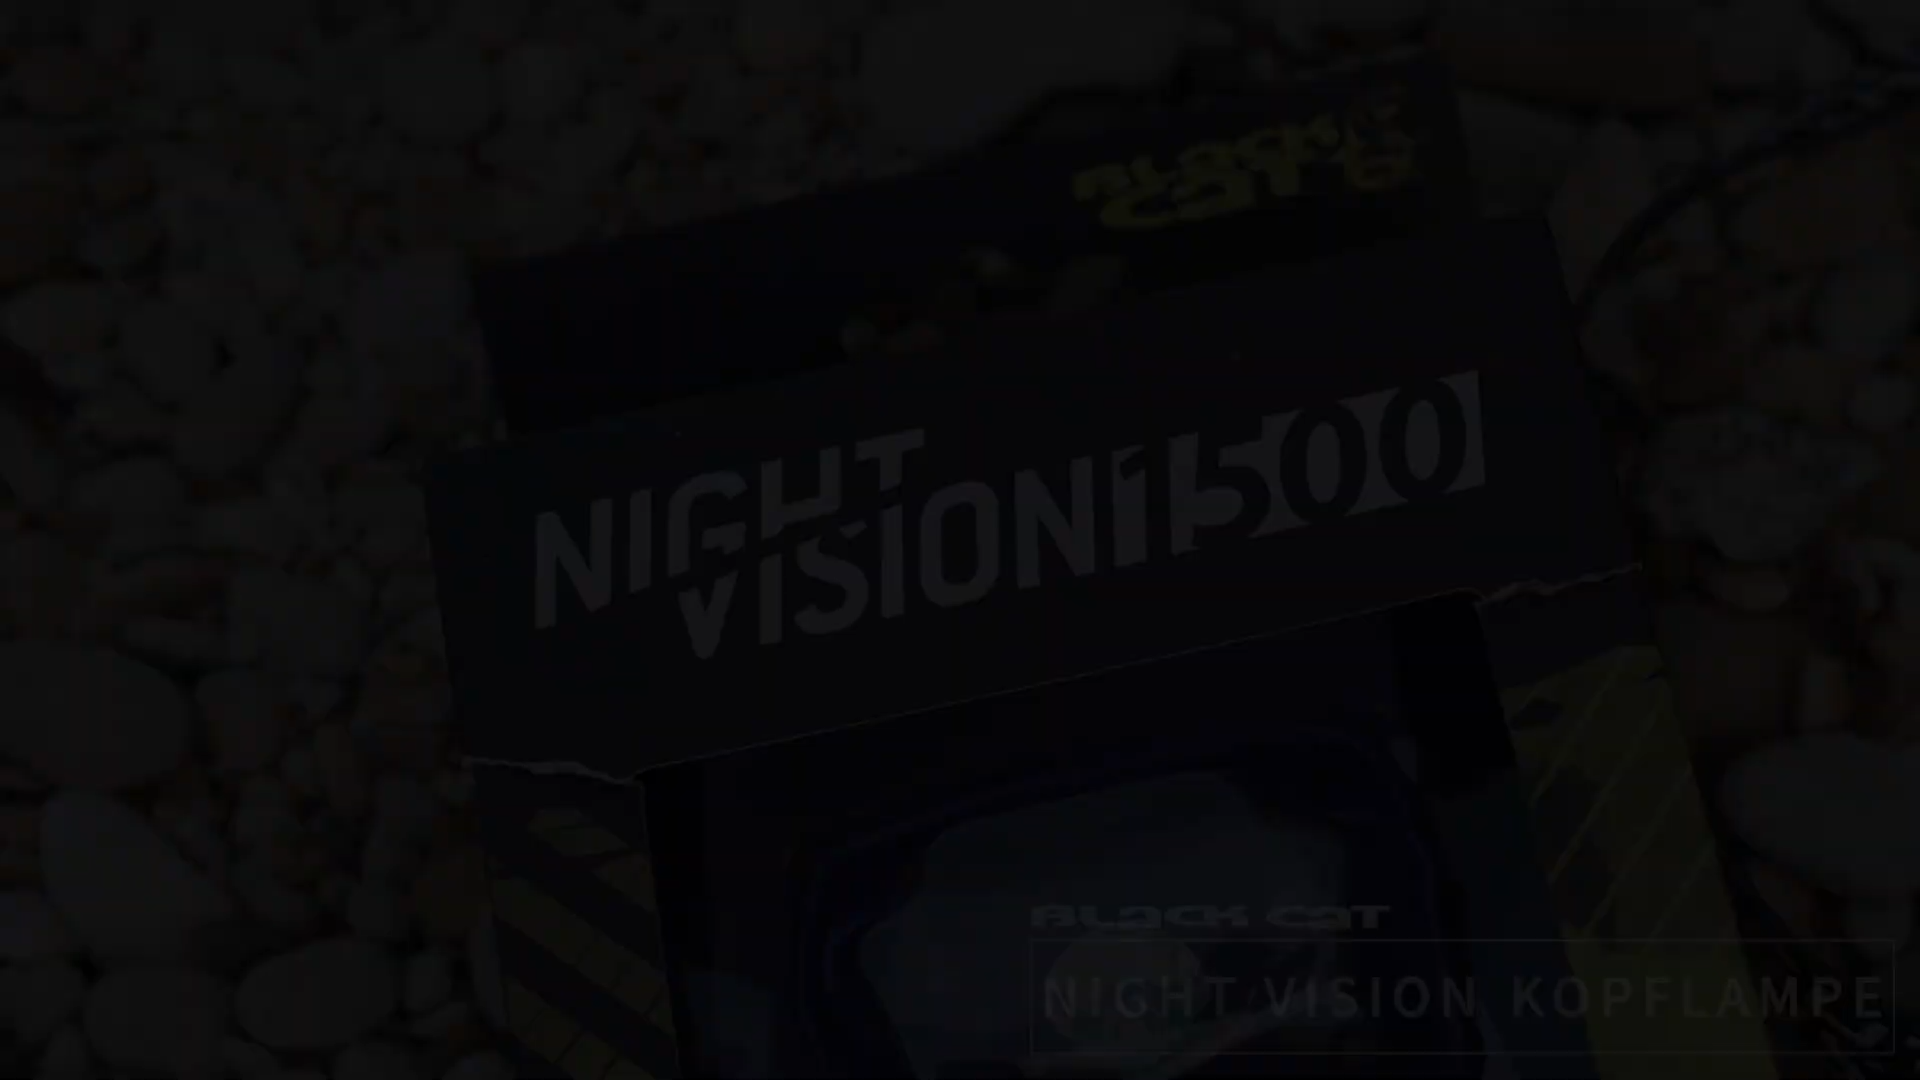 BLACK
CAT
NIGHT
VISION 1500
BLACK CAT
NIGHT VISION KOPFLAMPE